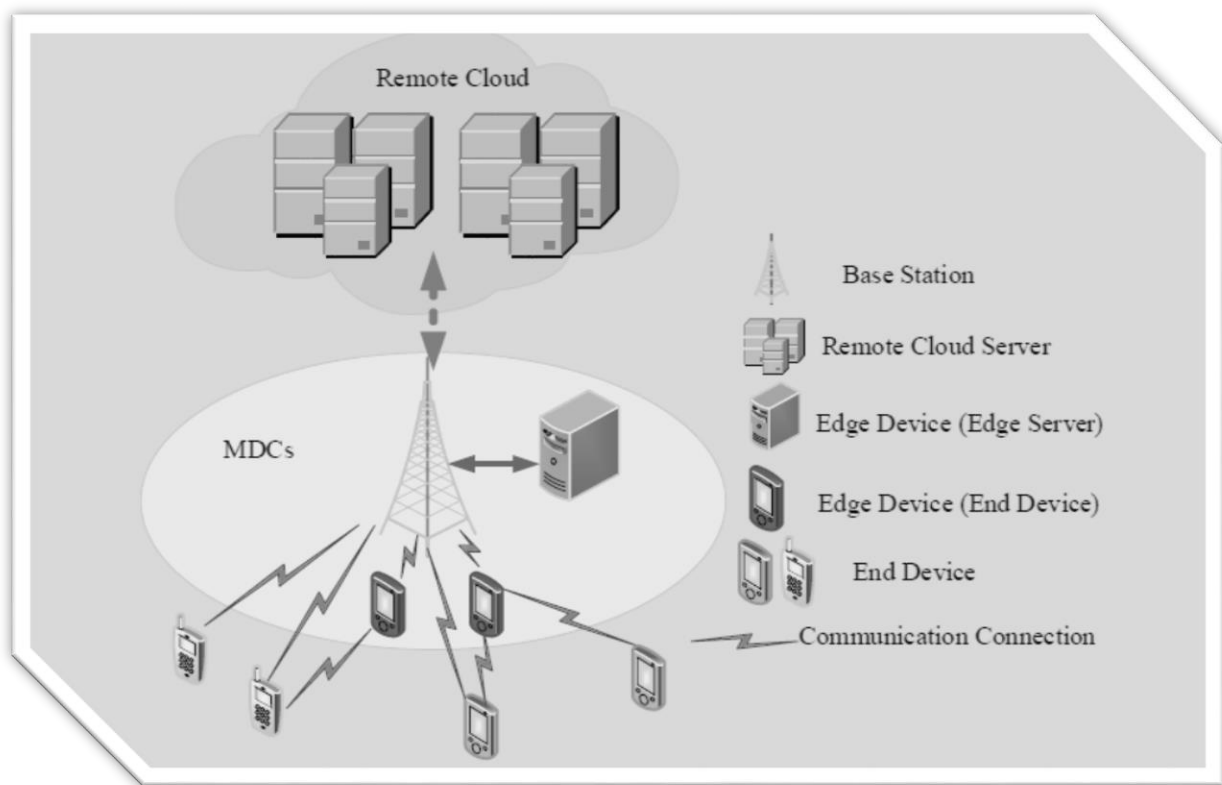 Remote Cloud
MDCs
Base Station
Remote Cloud Server
Edge Device (Edge Server)
Edge Device (End Device)
End Device
Communication Connection